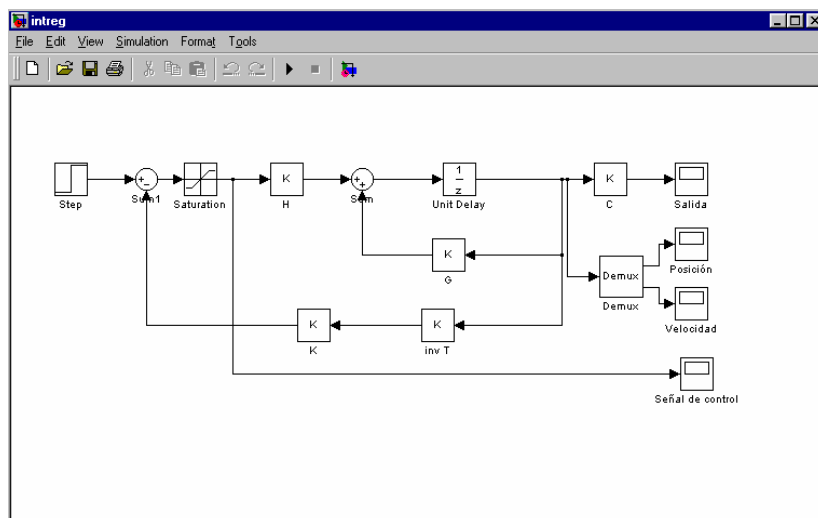 intreg
File Edit View Simulation Format Tools
Step
+
−
Sum1
Saturation
K
H
+
+
Sum
1
z
Unit Delay
K
C
Salida
K
G
Demux
Demux
Posición
Velocidad
K
K
K
inv T
Señal de control